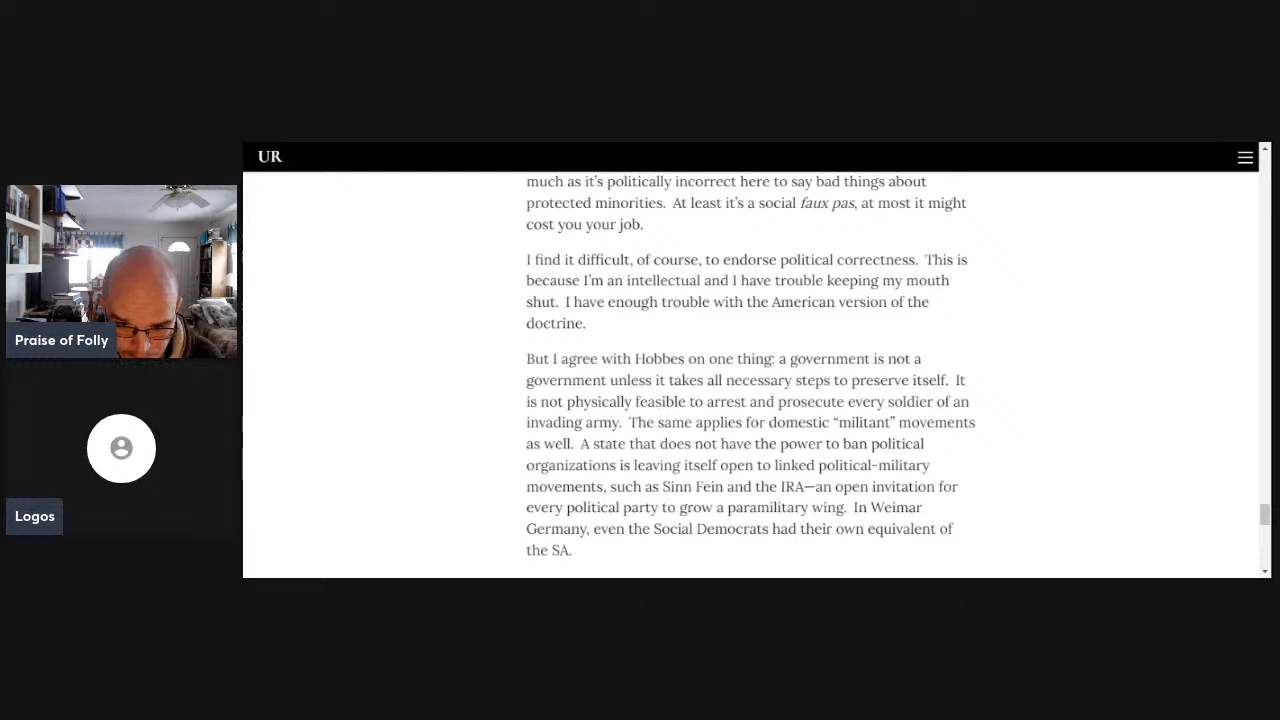 UR
much as it's politically incorrect here to say bad things about
protected minorities.  At least it's a social faux pas, at most it might
cost you your job.
I find it difficult, of course, to endorse political correctness.  This is
because I'm an intellectual and I have trouble keeping my mouth
shut.  I have enough trouble with the American version of the
doctrine.
But I agree with Hobbes on one thing: a government is not a
government unless it takes all necessary steps to preserve itself.  It
is not physically feasible to arrest and prosecute every soldier of an
invading army.  The same applies for domestic “militant” movements
as well.  A state that does not have the power to ban political
organizations is leaving itself open to linked political-military
movements, such as Sinn Fein and the IRA—an open invitation for
every political party to grow a paramilitary wing.  In Weimar
Germany, even the Social Democrats had their own equivalent of
the SA.
Praise of Folly
Logos